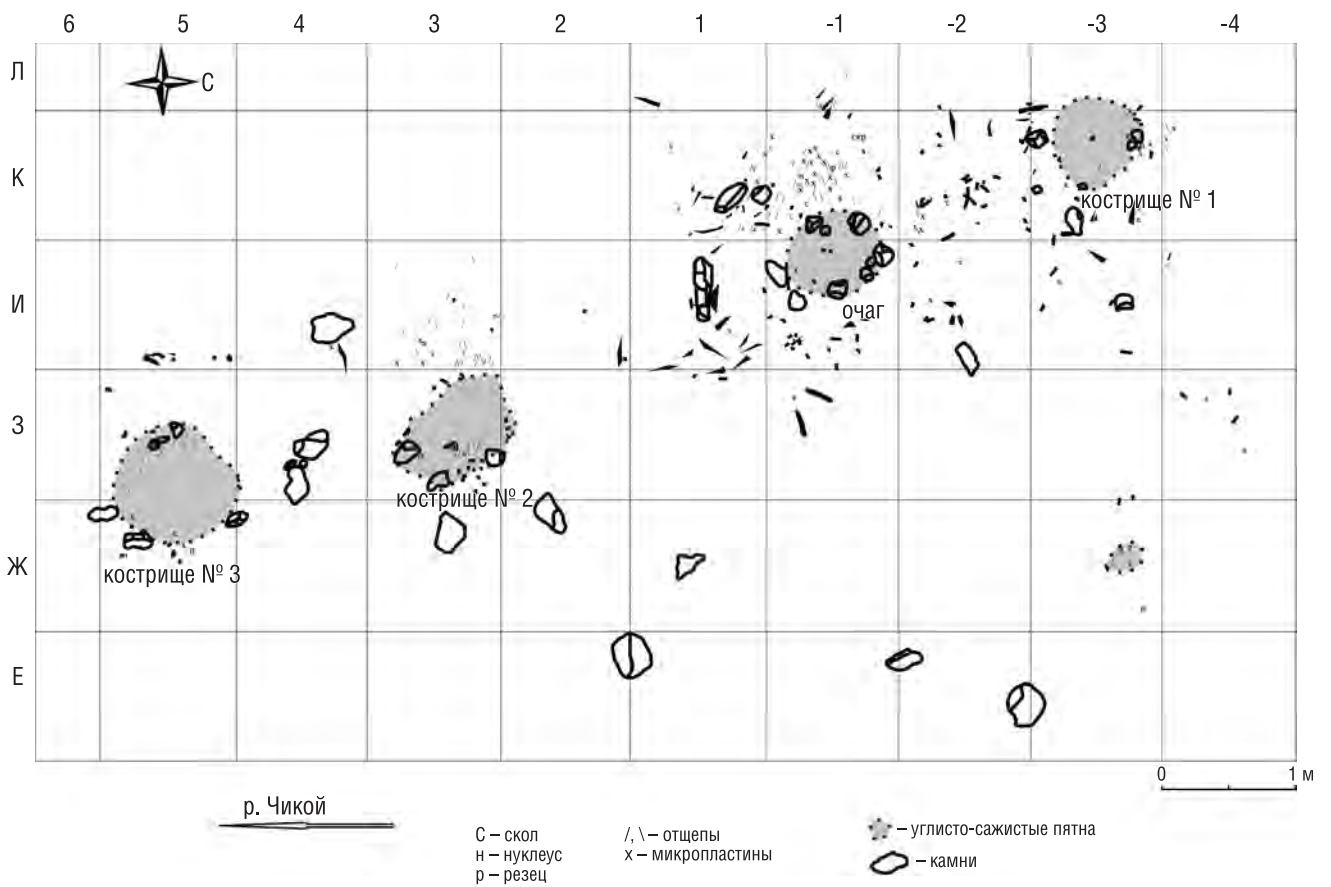 6 5 4 3 2 1 -1 -2 -3 -4
Л
С
К
кострище № 1
И
очаг
З
кострище № 2
Ж
кострище № 3
Е
0 1 м
р. Чикой
С – скол
н – нуклеус
р – резец
/, \ – отщепы
х – микропластины
– углисто-сажистые пятна
– камни